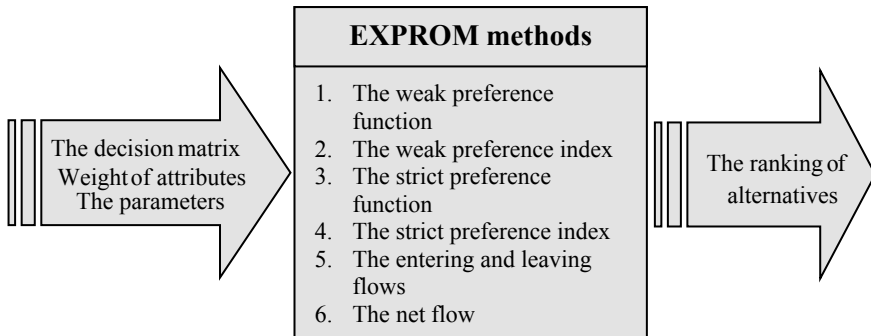 The decision matrix
Weight of attributes
The parameters
EXPROM methods
1. The weak preference
function
2. The weak preference index
3. The strict preference
function
4. The strict preference index
5. The entering and leaving
flows
6. The net flow
The ranking of
alternatives